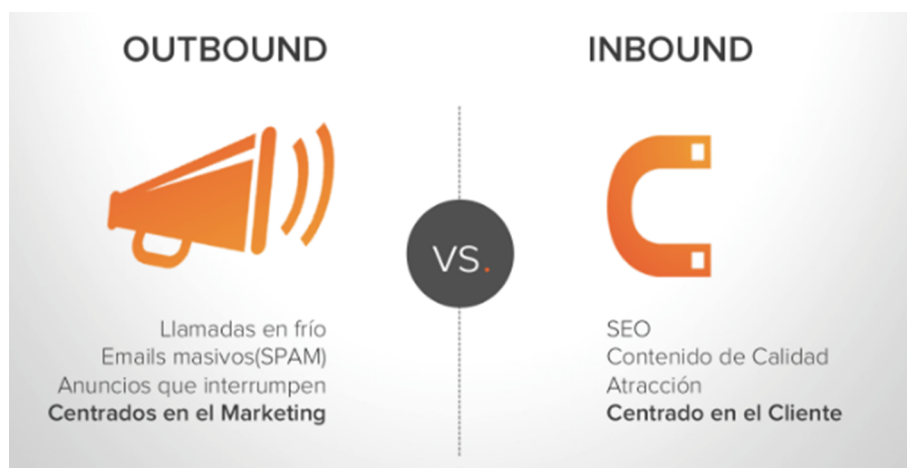 OUTBOUND
Llamadas en frío
Emails masivos(SPAM)
Anuncios que interrumpen
Centrados en el Marketing
VS.
INBOUND
SEO
Contenido de Calidad
Atracción
Centrado en el Cliente